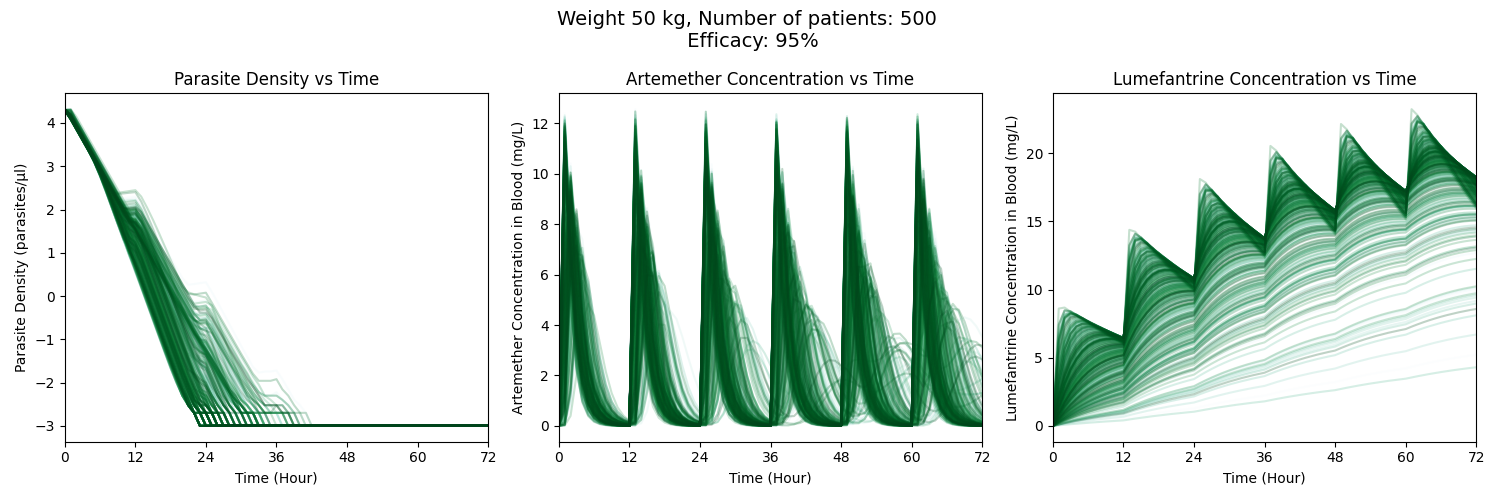 Weight 50 kg, Number of patients: 500
Efficacy: 95%
Parasite Density vs Time
Parasite Density (parasites/µl)
4
3
2
1
0
−1
−2
−3
0 12 24 36 48 60 72
Time (Hour)
Artemether Concentration vs Time
Artemether Concentration in Blood (mg/L)
12
10
8
6
4
2
0
0 12 24 36 48 60 72
Time (Hour)
Lumefantrine Concentration vs Time
Lumefantrine Concentration in Blood (mg/L)
20
15
10
5
0
0 12 24 36 48 60 72
Time (Hour)